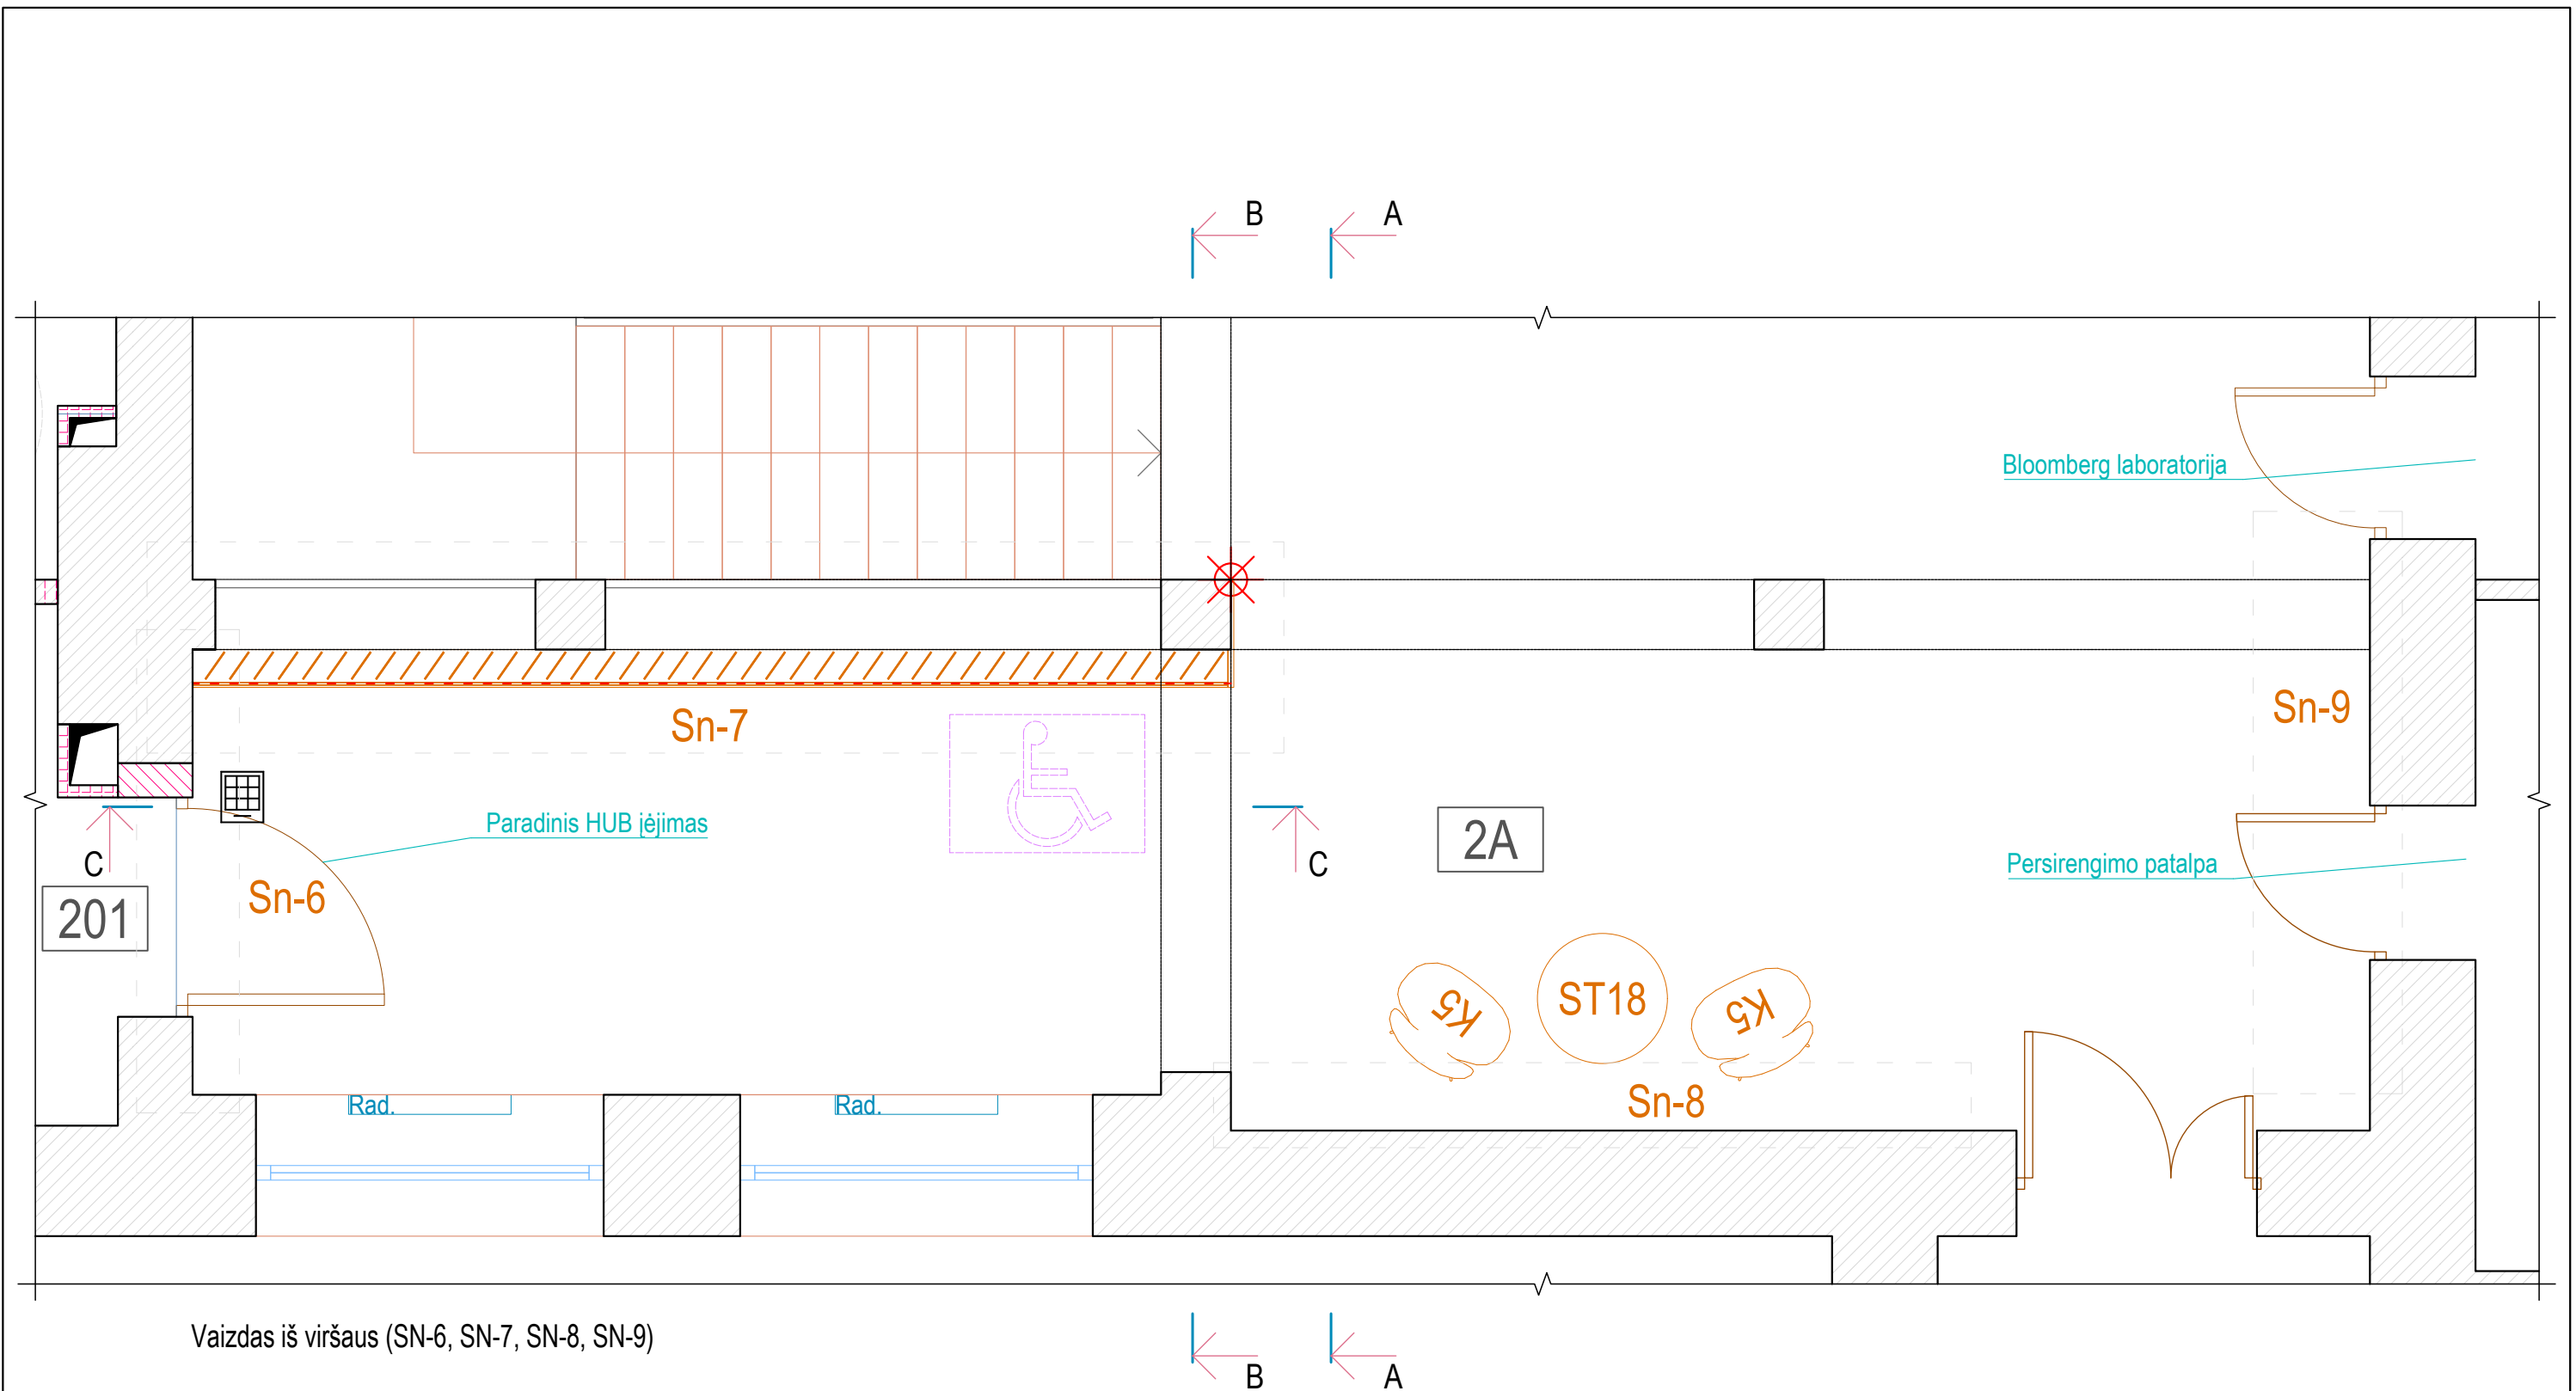 B
A
Bloomberg laboratorija
Sn-7
Sn-9
Paradinis HUB įėjimas
2A
C
C
Persirengimo patalpa
Sn-6
201
K5
ST18
K5
Rad.
Rad.
Sn-8
Vaizdas iš viršaus (SN-6, SN-7, SN-8, SN-9)
B
A